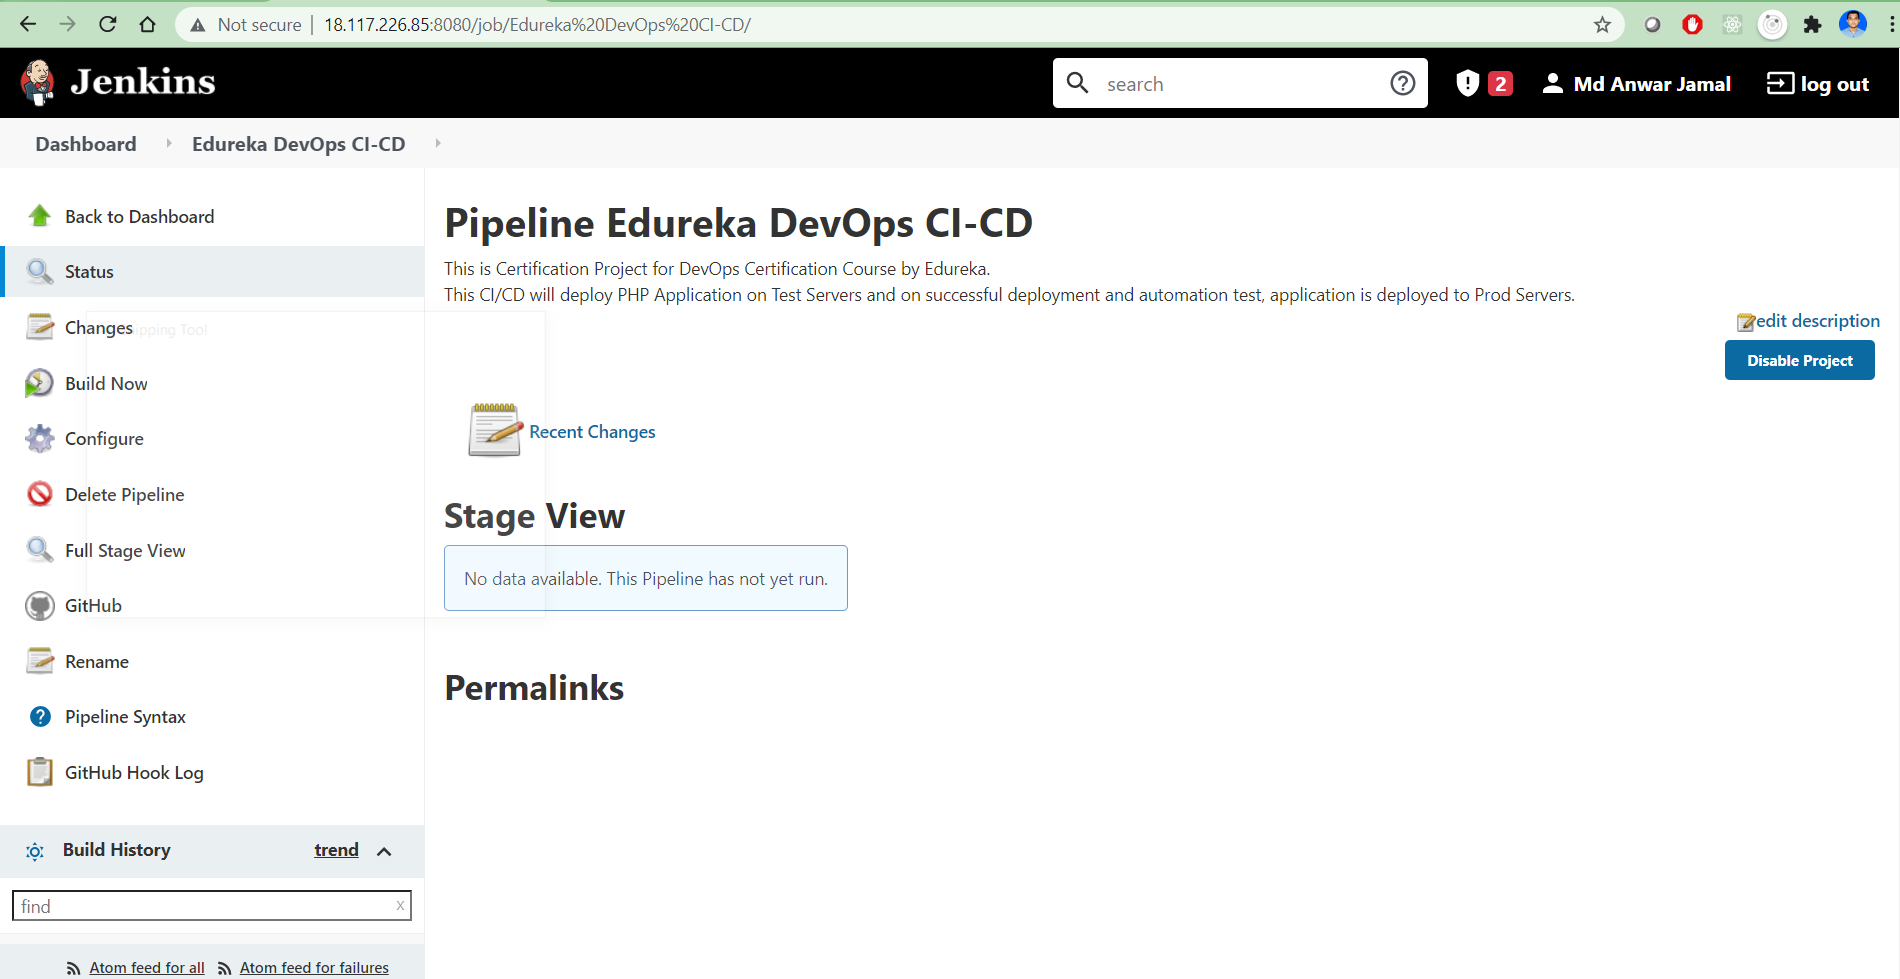 Not secure | 18.117.226.85:8080/job/Edureka%20DevOps%20CI-CD/
Jenkins
search
2
Md Anwar Jamal
log out
Dashboard
Edureka DevOps CI-CD
Back to Dashboard
Status
Changes
Build Now
Configure
Delete Pipeline
Full Stage View
GitHub
Rename
Pipeline Syntax
GitHub Hook Log
Build History
trend
find
x
Atom feed for all
Atom feed for failures
Pipeline Edureka DevOps CI-CD
This is Certification Project for DevOps Certification Course by Edureka.
This CI/CD will deploy PHP Application on Test Servers and on successful deployment and automation test, application is deployed to Prod Servers.
edit description
Disable Project
Recent Changes
Stage View
No data available. This Pipeline has not yet run.
Permalinks